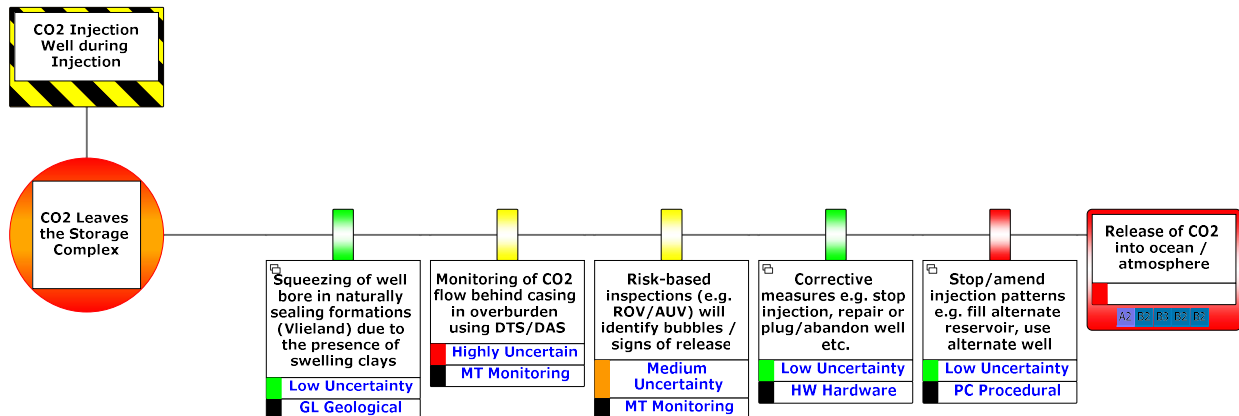 CO2 Injection
Well during
Injection
CO2 Leaves
the Storage
Complex
Squeezing of well
bore in naturally
sealing formations
(Vlieland) due to
the presence of
swelling clays
Low Uncertainty
GL Geological
Monitoring of CO2
flow behind casing
in overburden
using DTS/DAS
Highly Uncertain
MT Monitoring
Risk-based
inspections (e.g.
ROV/AUV) will
identify bubbles /
signs of release
Medium
Uncertainty
MT Monitoring
Corrective
measures e.g. stop
injection, repair or
plug/abandon well
etc.
Low Uncertainty
HW Hardware
Stop/amend
injection patterns
e.g. fill alternate
reservoir, use
alternate well
Low Uncertainty
PC Procedural
Release of CO2
into ocean /
atmosphere
A2 B2 B3 B2 B2